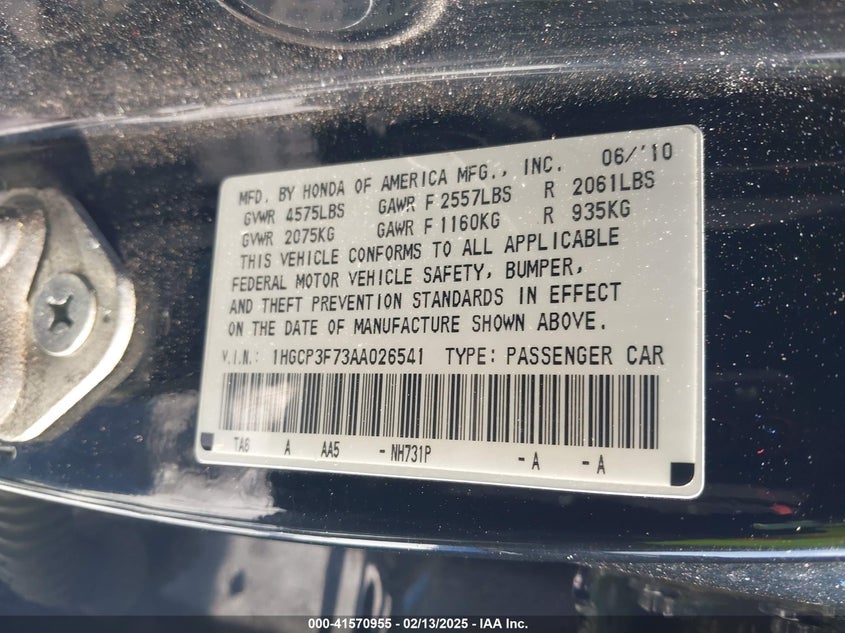 MFD. BY HONDA OF AMERICA MFG., INC. 06/'10
GVWR 4575LBS GAWR F 2557LBS R 2061LBS
GVWR 2075KG GAWR F 1160KG R 935KG
THIS VEHICLE CONFORMS TO ALL APPLICABLE
FEDERAL MOTOR VEHICLE SAFETY, BUMPER,
AND THEFT PREVENTION STANDARDS IN EFFECT
ON THE DATE OF MANUFACTURE SHOWN ABOVE.
V.I.N.: 1HGCP3F73AA026541 TYPE: PASSENGER CAR
TA6 A AA5 - NH731P - A - A
000-41570955 | 02/13/2025 - IAA Inc.